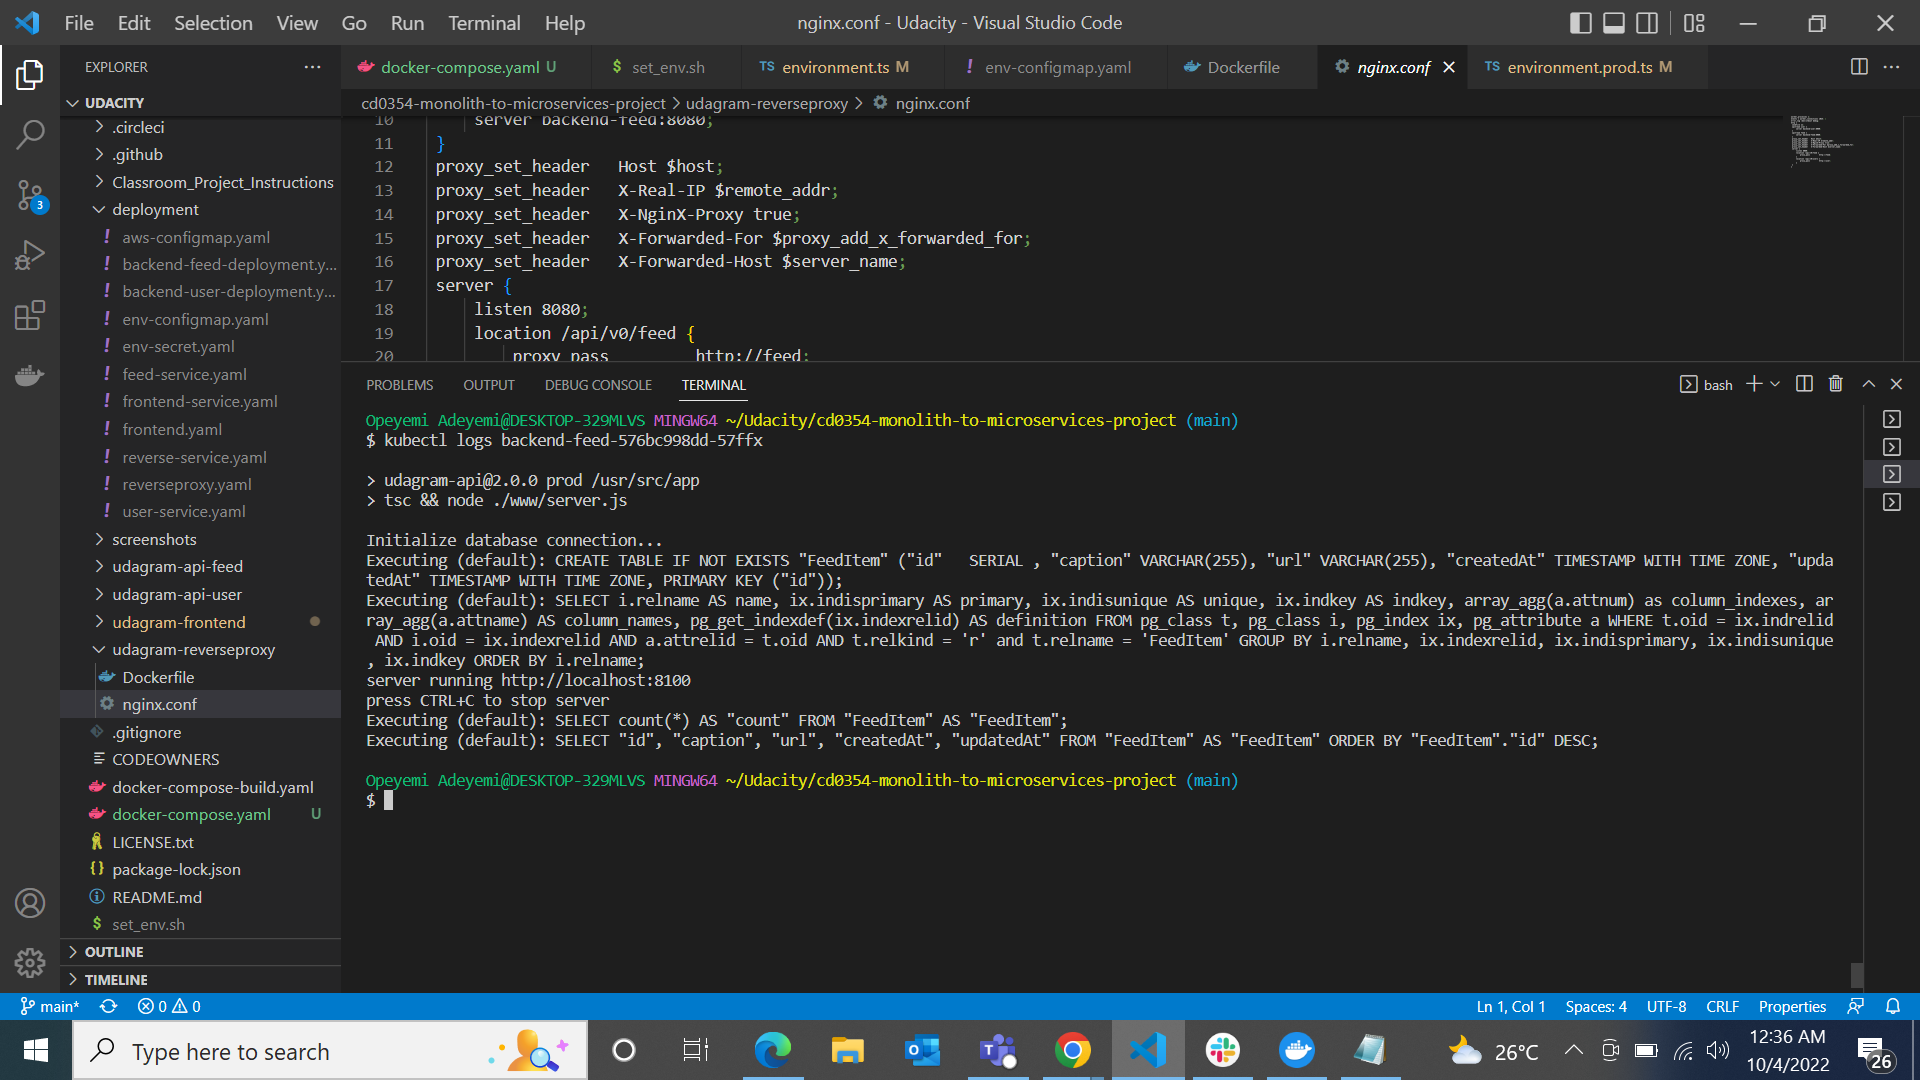 File Edit Selection View Go Run Terminal Help
nginx.conf - Udacity - Visual Studio Code
EXPLORER
docker-compose.yaml U
$ set_env.sh
TS environment.ts M
! env-configmap.yaml
Dockerfile
nginx.conf
TS environment.prod.ts M
UDACITY
cd0354-monolith-to-microservices-project > udagram-reverseproxy > nginx.conf
.circleci
.github
Classroom_Project_Instructions
deployment
! aws-configmap.yaml
! backend-feed-deployment.y...
! backend-user-deployment.y...
! env-configmap.yaml
! env-secret.yaml
! feed-service.yaml
! frontend-service.yaml
! frontend.yaml
! reverse-service.yaml
! reverseproxy.yaml
! user-service.yaml
screenshots
udagram-api-feed
udagram-api-user
udagram-frontend
udagram-reverseproxy
Dockerfile
nginx.conf
.gitignore
CODEOWNERS
docker-compose-build.yaml
docker-compose.yaml U
LICENSE.txt
{} package-lock.json
README.md
$ set_env.sh
OUTLINE
TIMELINE
3
10 server backend-feed:8080;
11 }
12 proxy_set_header Host $host;
13 proxy_set_header X-Real-IP $remote_addr;
14 proxy_set_header X-NginX-Proxy true;
15 proxy_set_header X-Forwarded-For $proxy_add_x_forwarded_for;
16 proxy_set_header X-Forwarded-Host $server_name;
17 server {
18 listen 8080;
19 location /api/v0/feed {
20 proxy_pass http://feed;
PROBLEMS OUTPUT DEBUG CONSOLE TERMINAL
bash
Opeyemi Adeyemi@DESKTOP-329MLVS MINGW64 ~/Udacity/cd0354-monolith-to-microservices-project (main)
$ kubectl logs backend-feed-576bc998dd-57ffx
> udagram-api@2.0.0 prod /usr/src/app
> tsc && node ./www/server.js
Initialize database connection...
Executing (default): CREATE TABLE IF NOT EXISTS "FeedItem" ("id"   SERIAL , "caption" VARCHAR(255), "url" VARCHAR(255), "createdAt" TIMESTAMP WITH TIME ZONE, "upda
tedAt" TIMESTAMP WITH TIME ZONE, PRIMARY KEY ("id"));
Executing (default): SELECT i.relname AS name, ix.indisprimary AS primary, ix.indisunique AS unique, ix.indkey AS indkey, array_agg(a.attnum) as column_indexes, ar
ray_agg(a.attname) AS column_names, pg_get_indexdef(ix.indexrelid) AS definition FROM pg_class t, pg_class i, pg_index ix, pg_attribute a WHERE t.oid = ix.indrelid
AND i.oid = ix.indexrelid AND a.attrelid = t.oid AND t.relkind = 'r' and t.relname = 'FeedItem' GROUP BY i.relname, ix.indexrelid, ix.indisprimary, ix.indisunique
, ix.indkey ORDER BY i.relname;
server running http://localhost:8100
press CTRL+C to stop server
Executing (default): SELECT count(*) AS "count" FROM "FeedItem" AS "FeedItem";
Executing (default): SELECT "id", "caption", "url", "createdAt", "updatedAt" FROM "FeedItem" AS "FeedItem" ORDER BY "FeedItem"."id" DESC;
Opeyemi Adeyemi@DESKTOP-329MLVS MINGW64 ~/Udacity/cd0354-monolith-to-microservices-project (main)
$
main* 0 0
Ln 1, Col 1 Spaces: 4 UTF-8 CRLF Properties
Type here to search
26°C
12:36 AM
10/4/2022
26